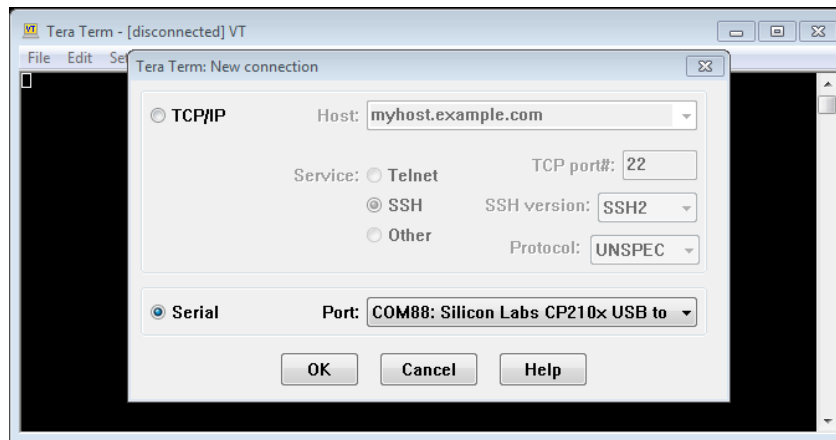 VT Tera Term - [disconnected] VT
File Edit Set
Tera Term: New connection
TCP/IP Host: myhost.example.com
Service: Telnet TCP port#: 22
SSH SSH version: SSH2
Other Protocol: UNSPEC
Serial Port: COM88: Silicon Labs CP210x USB to
OK Cancel Help